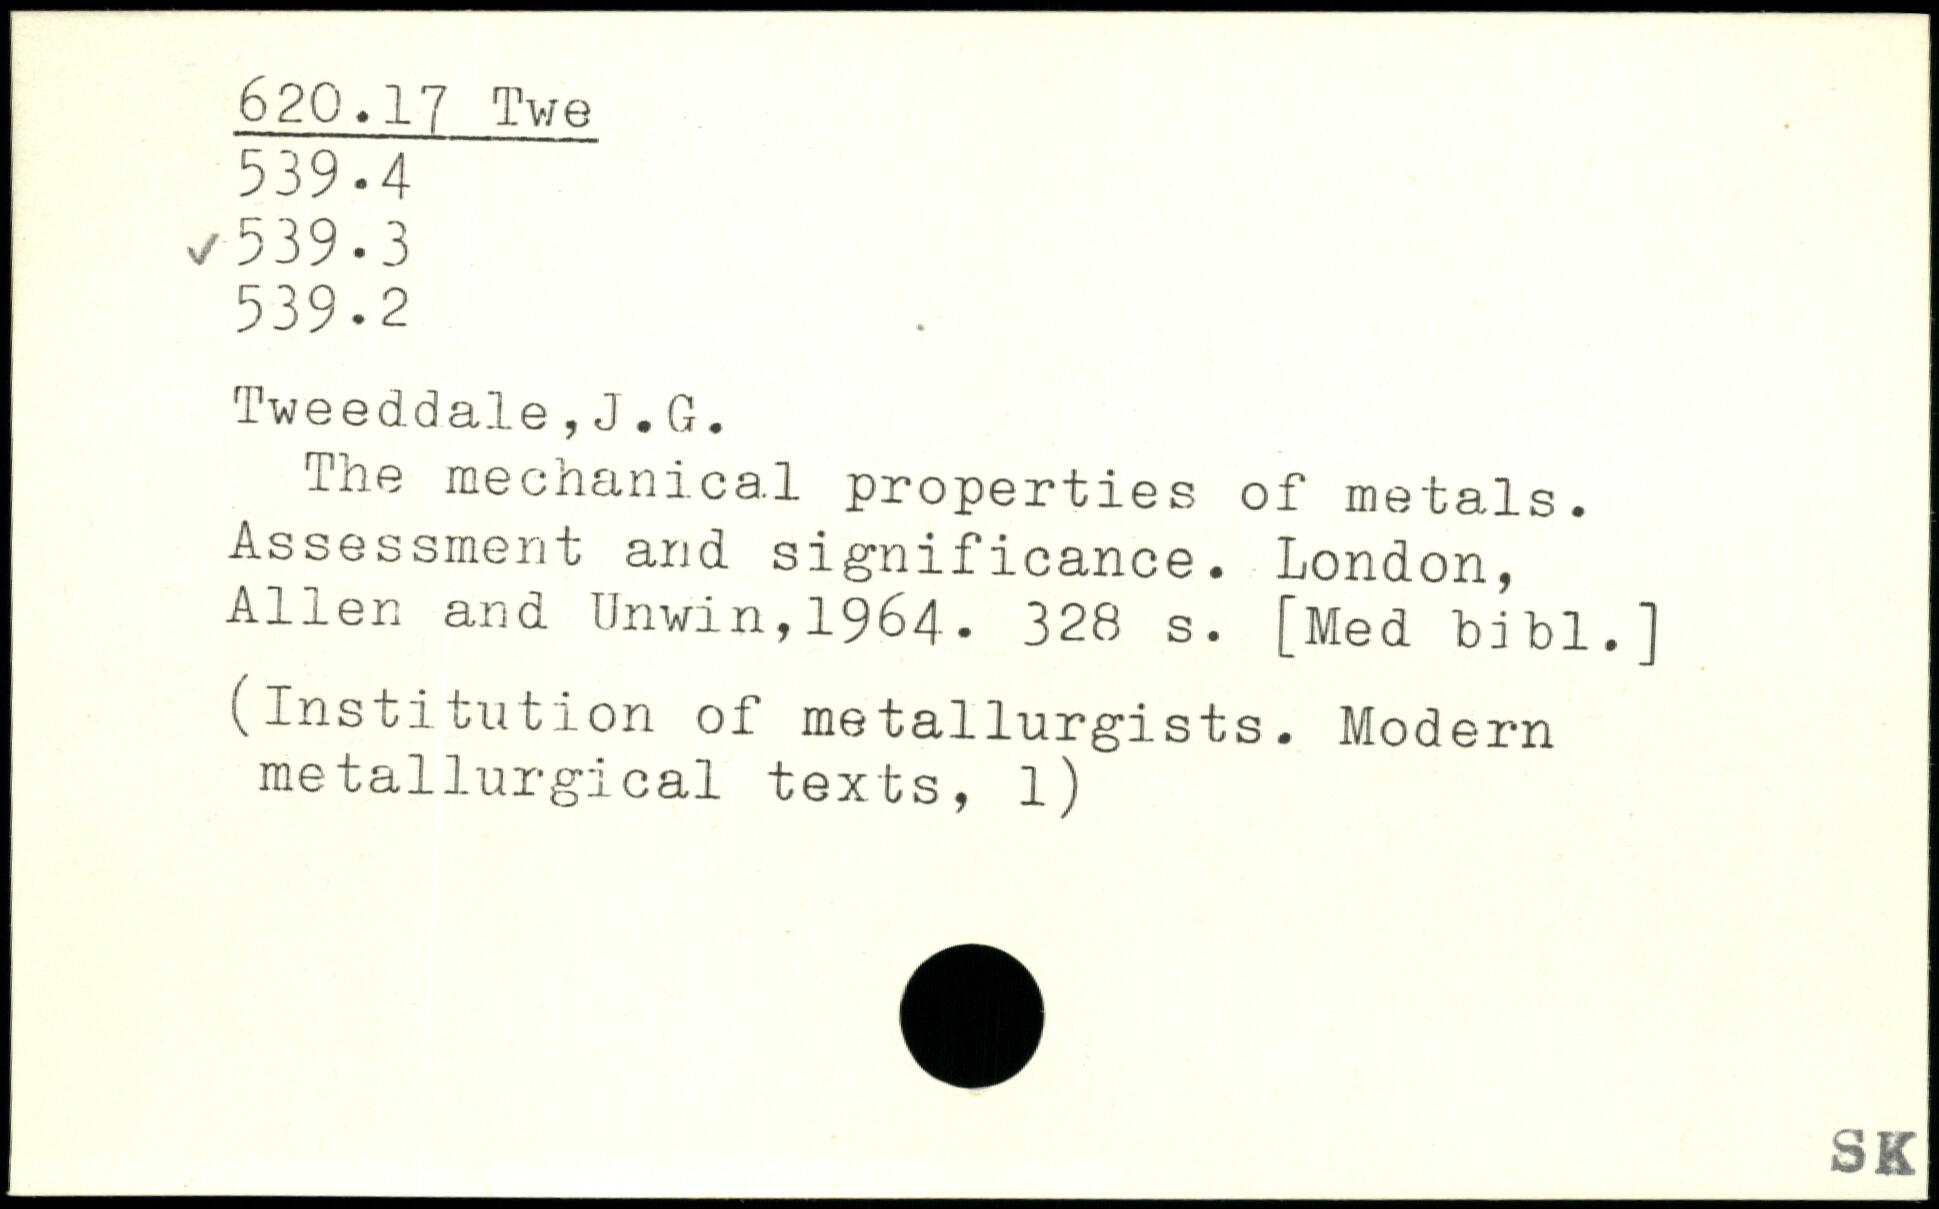 620.17 Twe
539.4
✓ 539.3
539.2
Tweeddale,J.G.
The mechanical properties of metals.
Assessment and significance. London,
Allen and Unwin,1964. 328 s. [Med bibl.]
(Institution of metallurgists. Modern
metallurgical texts, 1)
SK